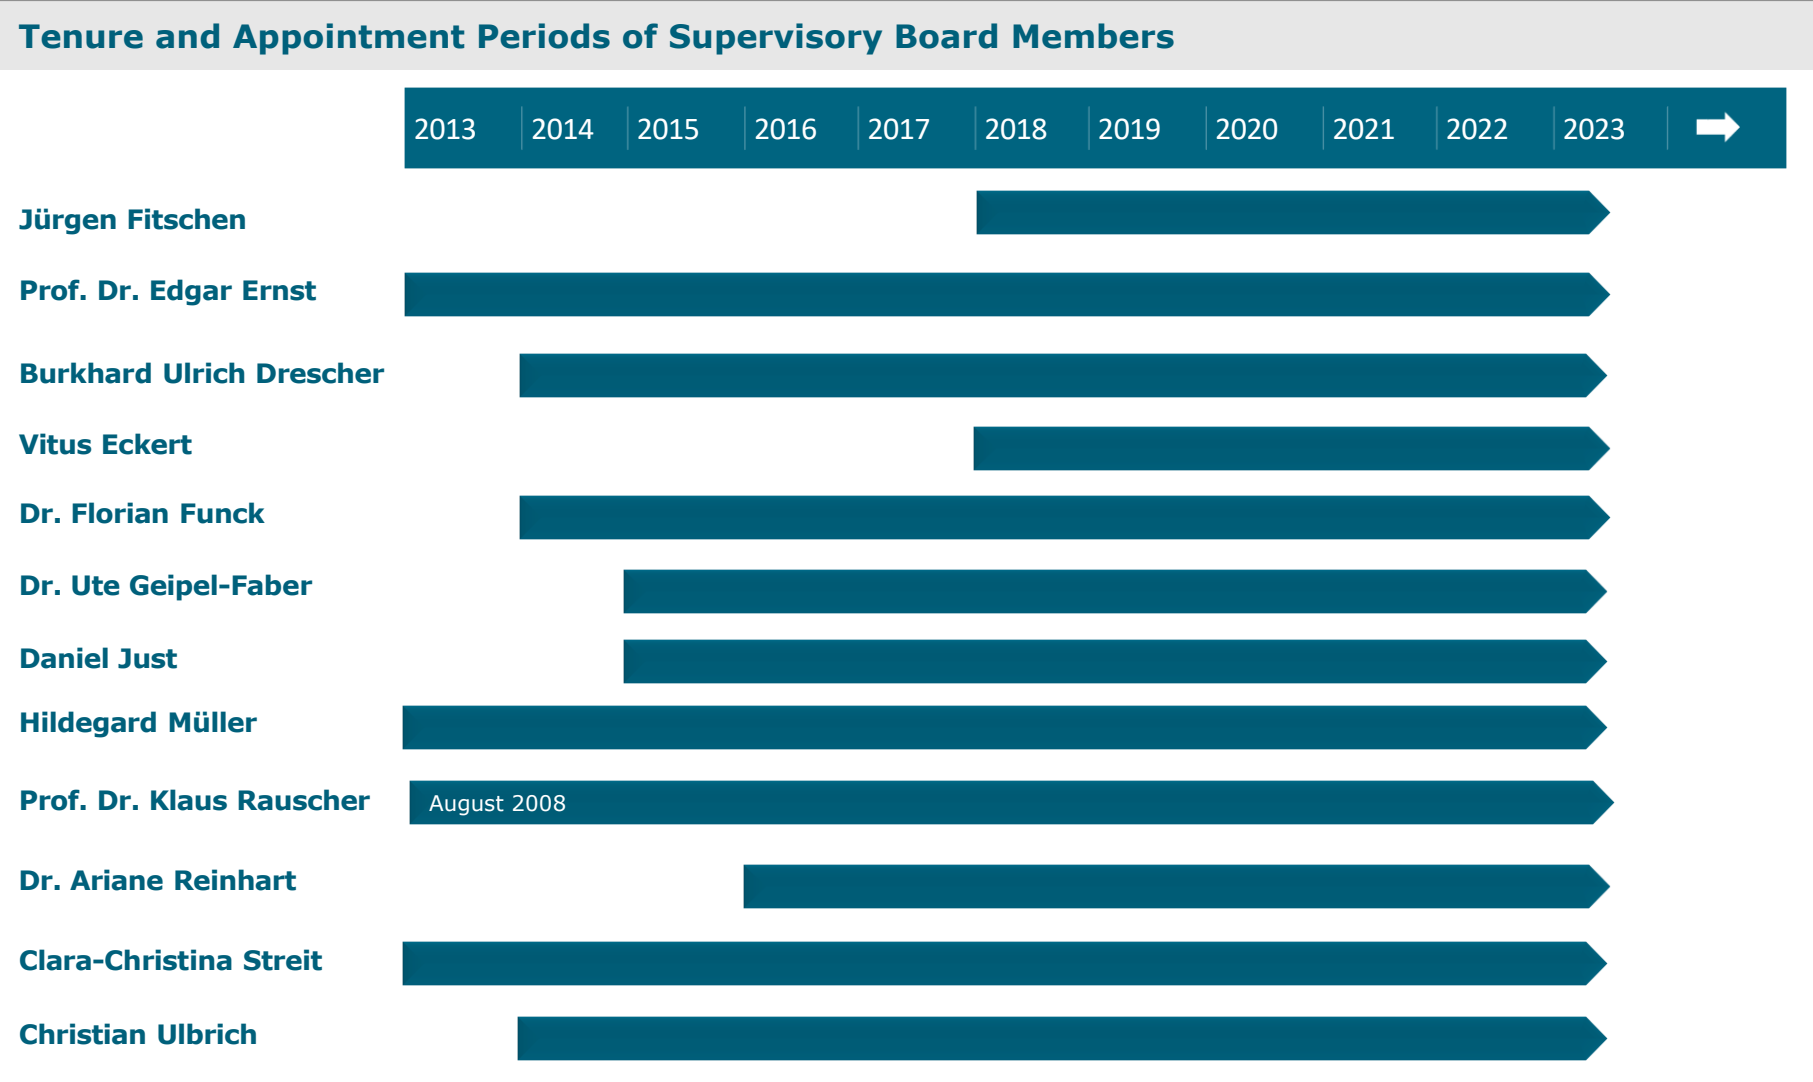 Tenure and Appointment Periods of Supervisory Board Members
2013 2014 2015 2016 2017 2018 2019 2020 2021 2022 2023
Jürgen Fitschen
Prof. Dr. Edgar Ernst
Burkhard Ulrich Drescher
Vitus Eckert
Dr. Florian Funck
Dr. Ute Geipel-Faber
Daniel Just
Hildegard Müller
Prof. Dr. Klaus Rauscher August 2008
Dr. Ariane Reinhart
Clara-Christina Streit
Christian Ulbrich